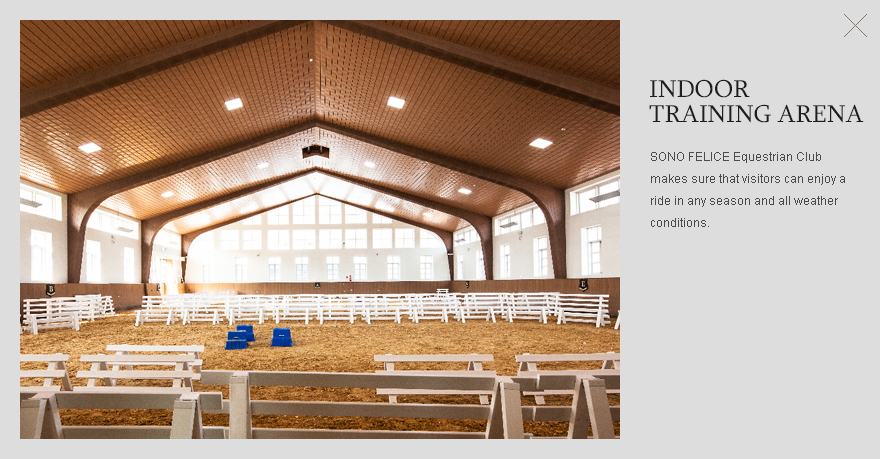 INDOOR
TRAINING ARENA
SONO FELICE Equestrian Club
makes sure that visitors can enjoy a
ride in any season and all weather
conditions.